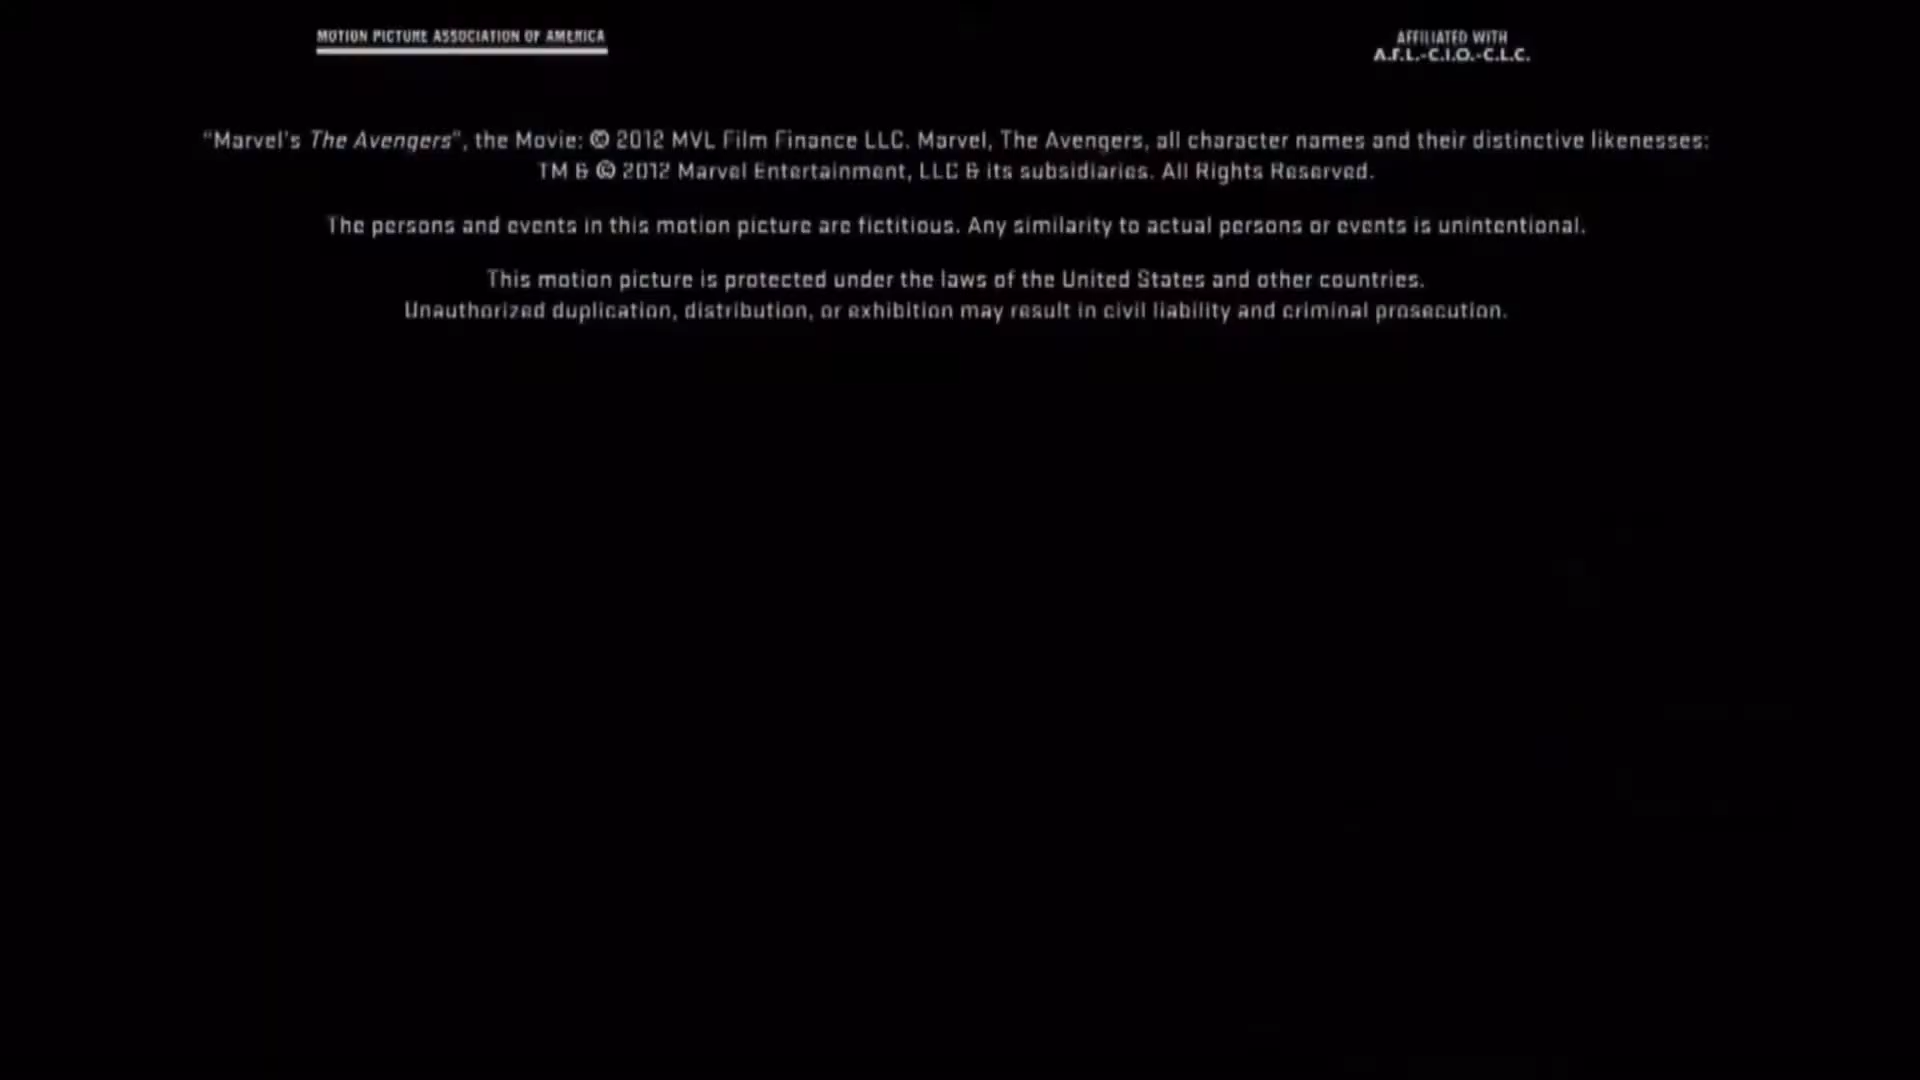 MOTION PICTURE ASSOCIATION OF AMERICA
AFFILIATED WITH
A.F.L.-C.I.O.-C.L.C.
"Marvel's The Avengers", the Movie: © 2012 MVL Film Finance LLC. Marvel, The Avengers, all character names and their distinctive likenesses:
TM & © 2012 Marvel Entertainment, LLC & its subsidiaries. All Rights Reserved.
The persons and events in this motion picture are fictitious. Any similarity to actual persons or events is unintentional.
This motion picture is protected under the laws of the United States and other countries.
Unauthorized duplication, distribution, or exhibition may result in civil liability and criminal prosecution.